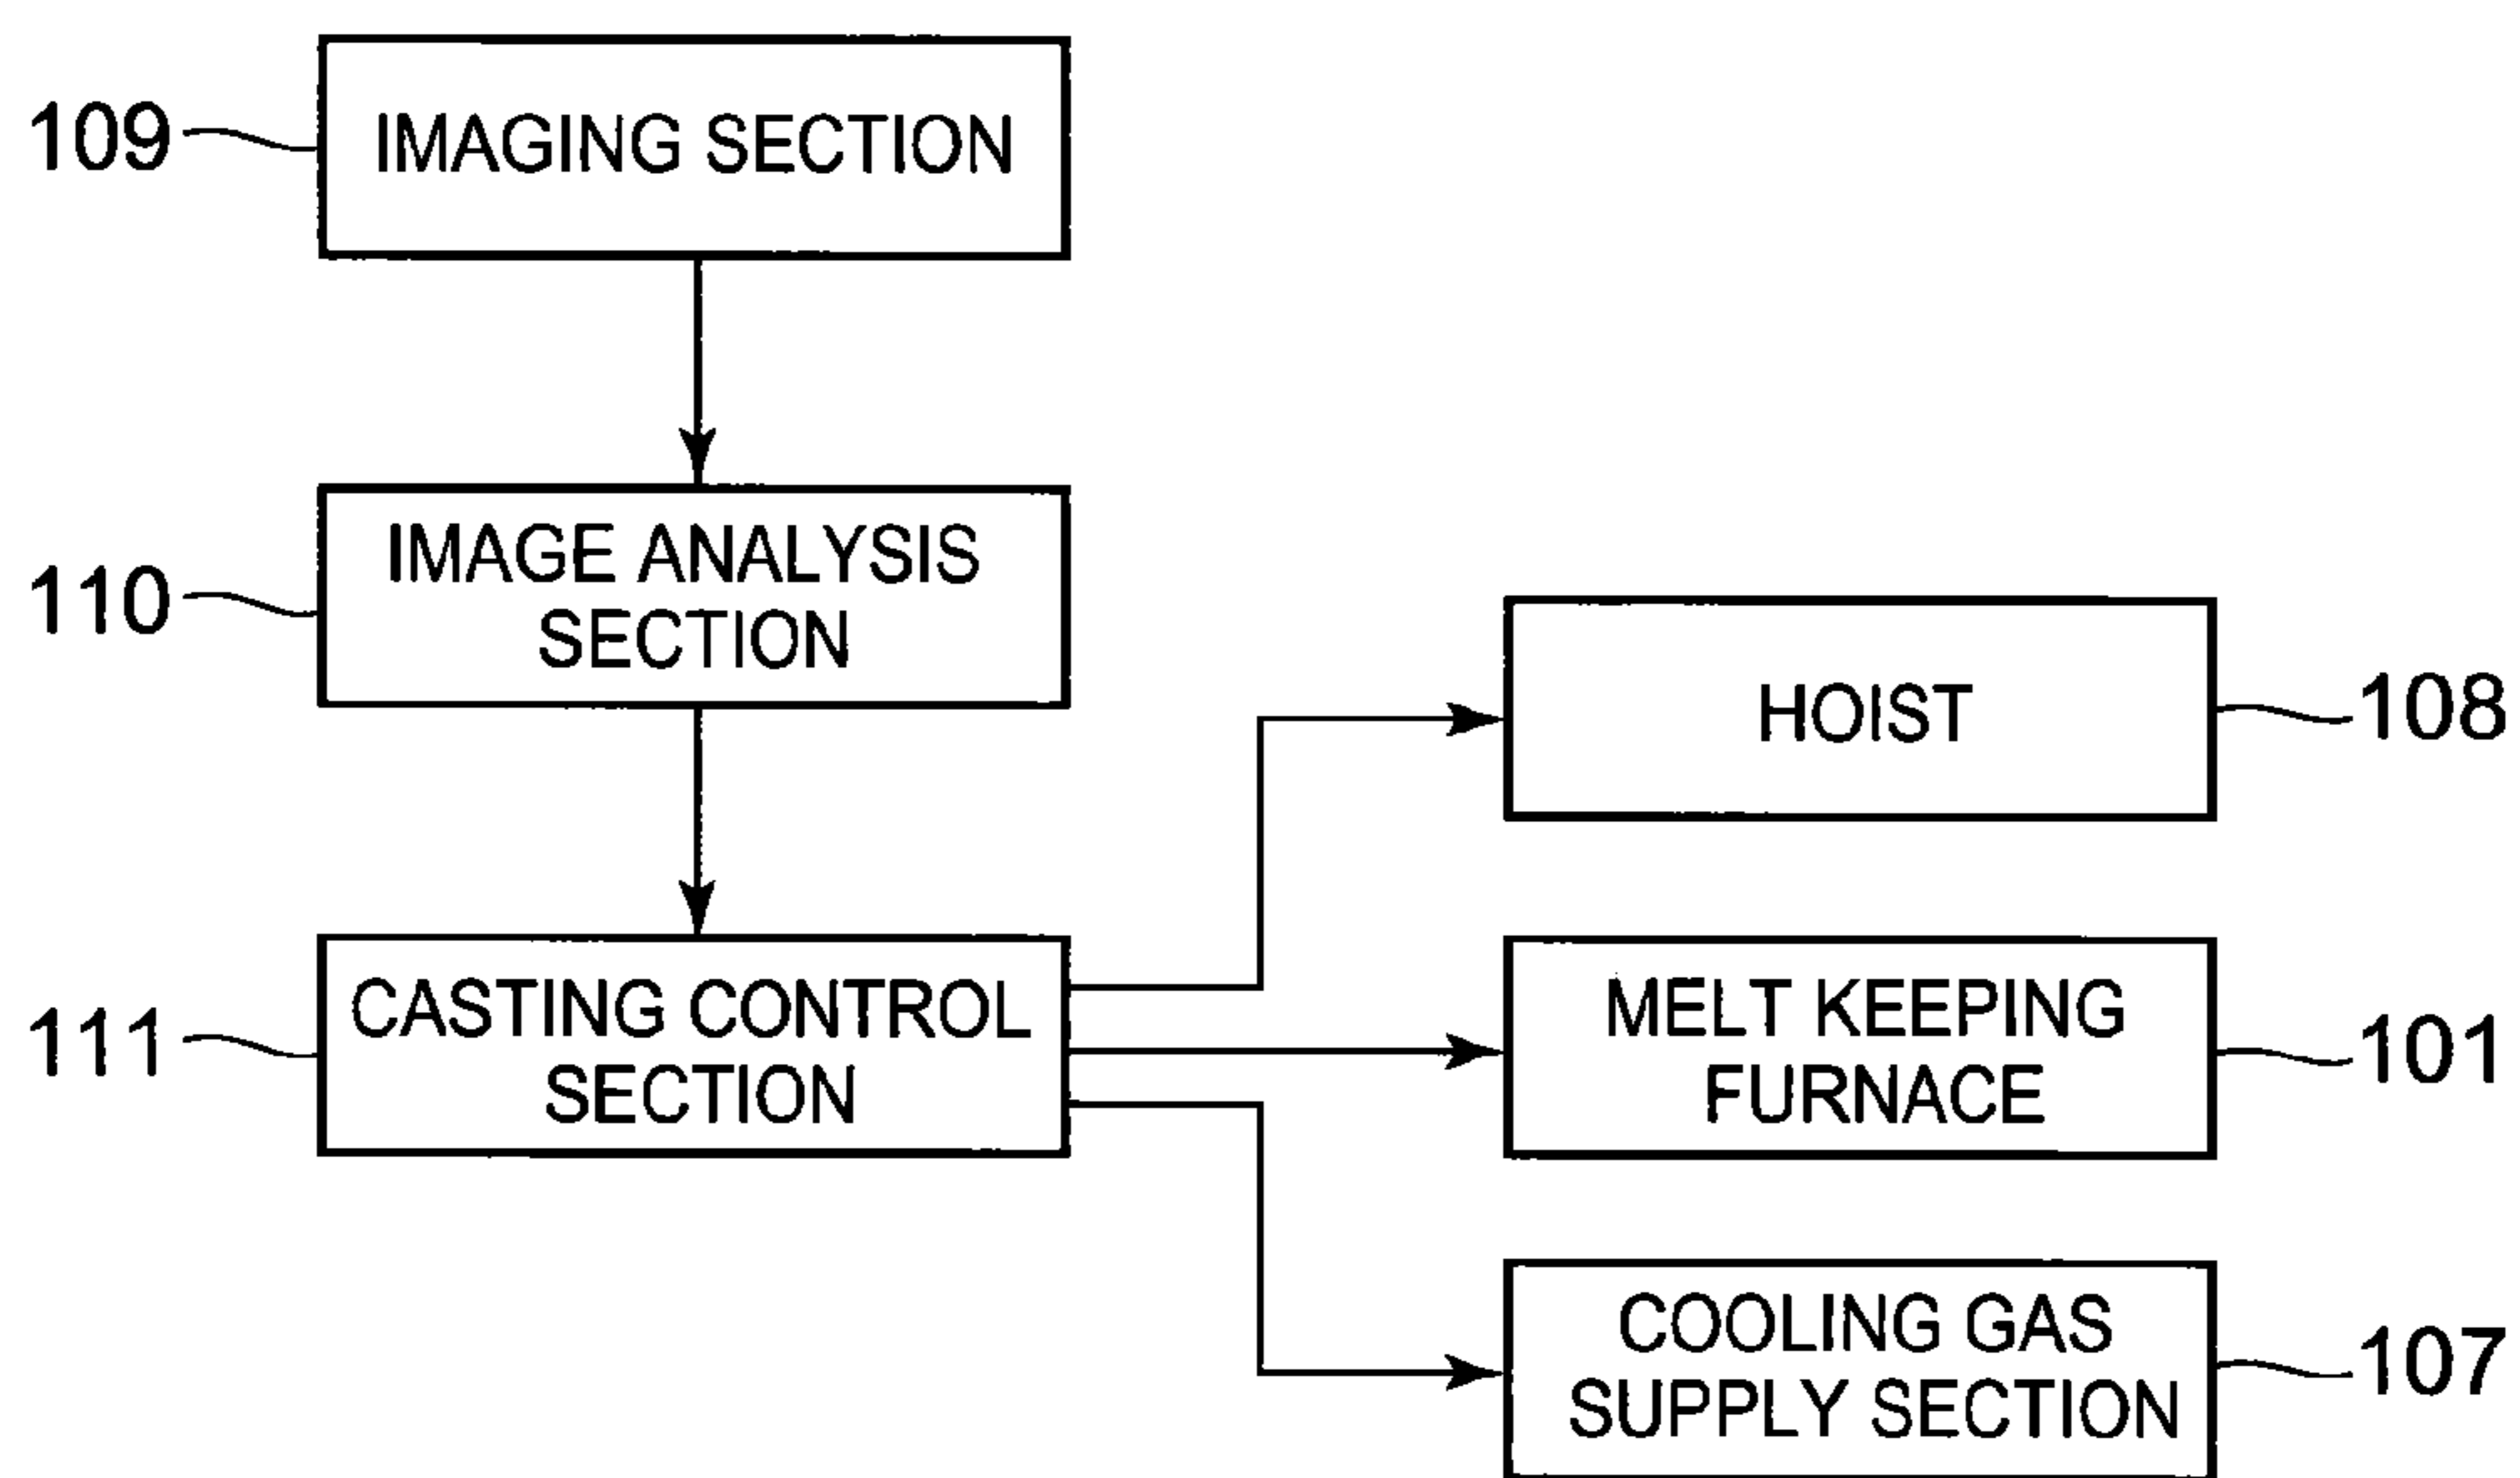 109
IMAGING SECTION
110
IMAGE ANALYSIS
SECTION
HOIST
108
111
CASTING CONTROL
SECTION
MELT KEEPING
FURNACE
101
COOLING GAS
SUPPLY SECTION
107